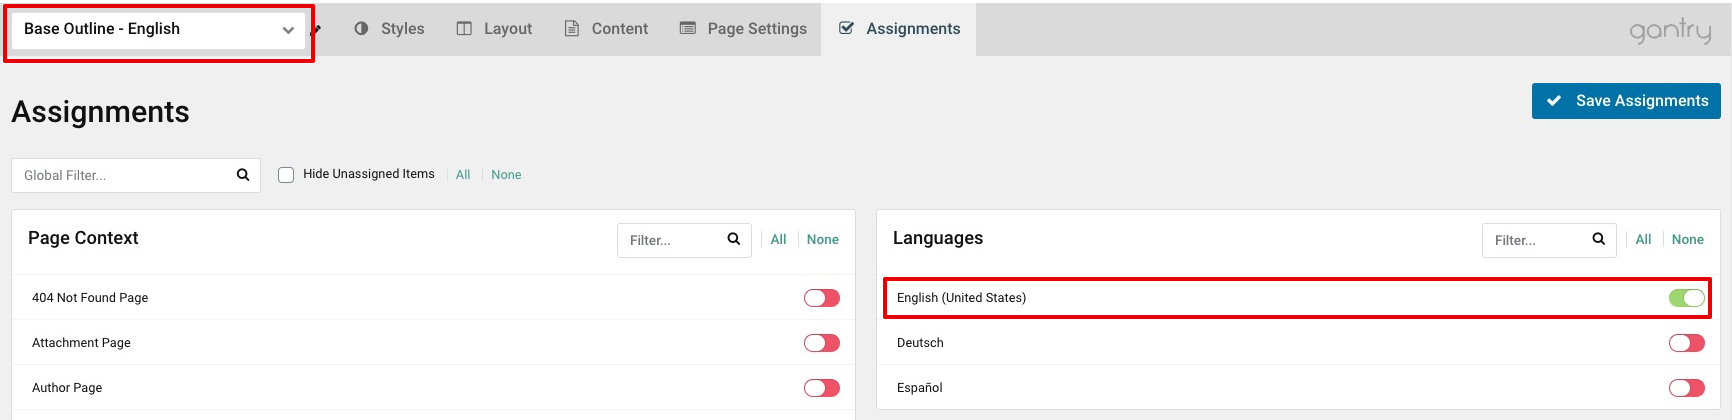 Base Outline - English
Styles
Layout
Content
Page Settings
Assignments
gantry
Assignments
Save Assignments
Global Filter...
Hide Unassigned Items
All
None
Page Context
Filter...
All
None
404 Not Found Page
Attachment Page
Author Page
Languages
Filter...
All
None
English (United States)
Deutsch
Español